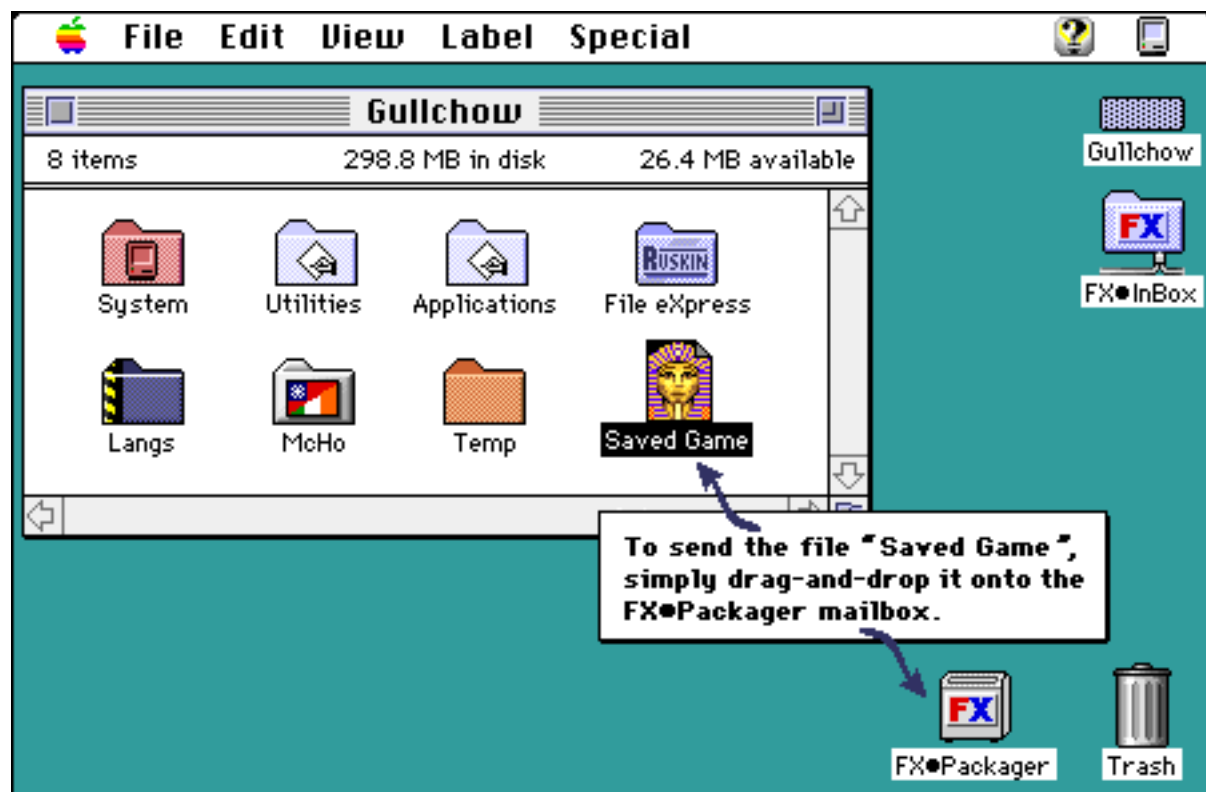 File Edit View Label Special
Gullchow
8 items 298.8 MB in disk 26.4 MB available
Gullchow
FX
FX●InBox
RUSKIN
System Utilities Applications File eXpress
Langs McHo Temp Saved Game
To send the file "Saved Game",
simply drag-and-drop it onto the
FX●Packager mailbox.
FX
FX●Packager Trash